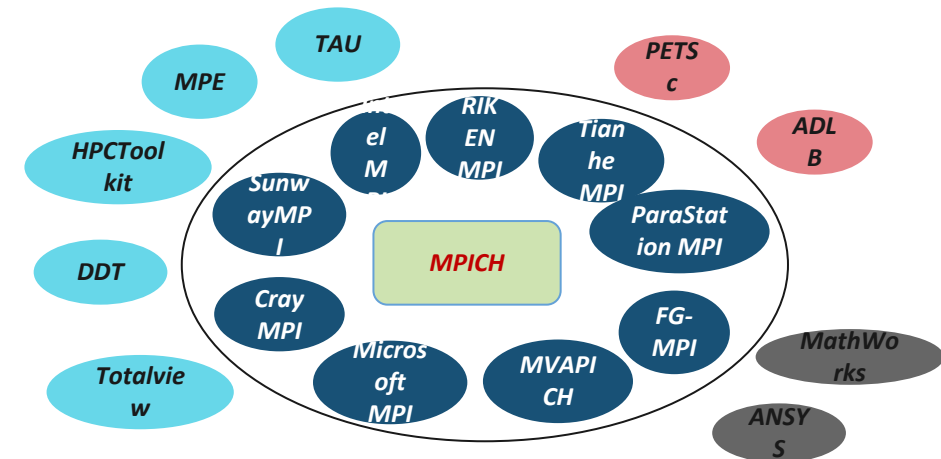 TAU
MPE
HPCTool
kit
DDT
Totalvie
w
PETS
c
ADL
B
el
M
RIK
EN
MPI
Tian
he
MPI
Sunw
ayMP
I
ParaStat
ion MPI
MPICH
Cray
MPI
FG-
MPI
Micros
oft
MPI
MVAPI
CH
MathWo
rks
ANSY
S